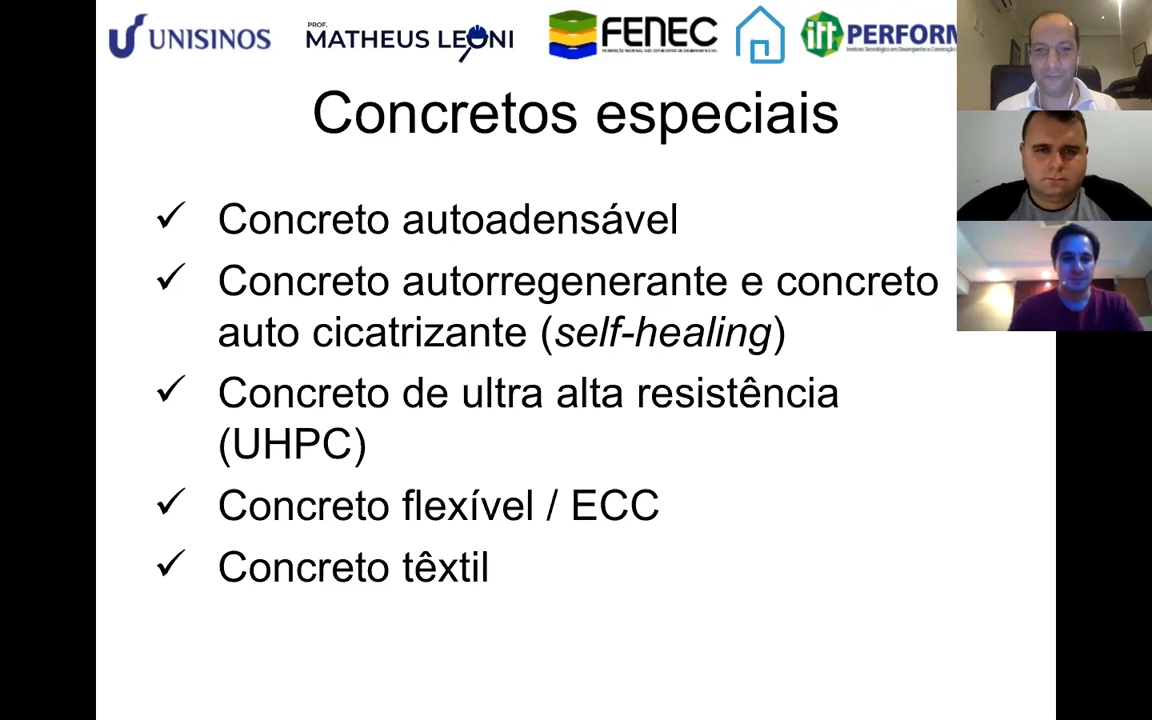 UNISINOS
PROF.
MATHEUS LEONI
FENEC
itt PERFORM
Concretos especiais
✓ Concreto autoadensável
✓ Concreto autorregenerante e concreto
auto cicatrizante (self-healing)
✓ Concreto de ultra alta resistência
(UHPC)
✓ Concreto flexível / ECC
✓ Concreto têxtil